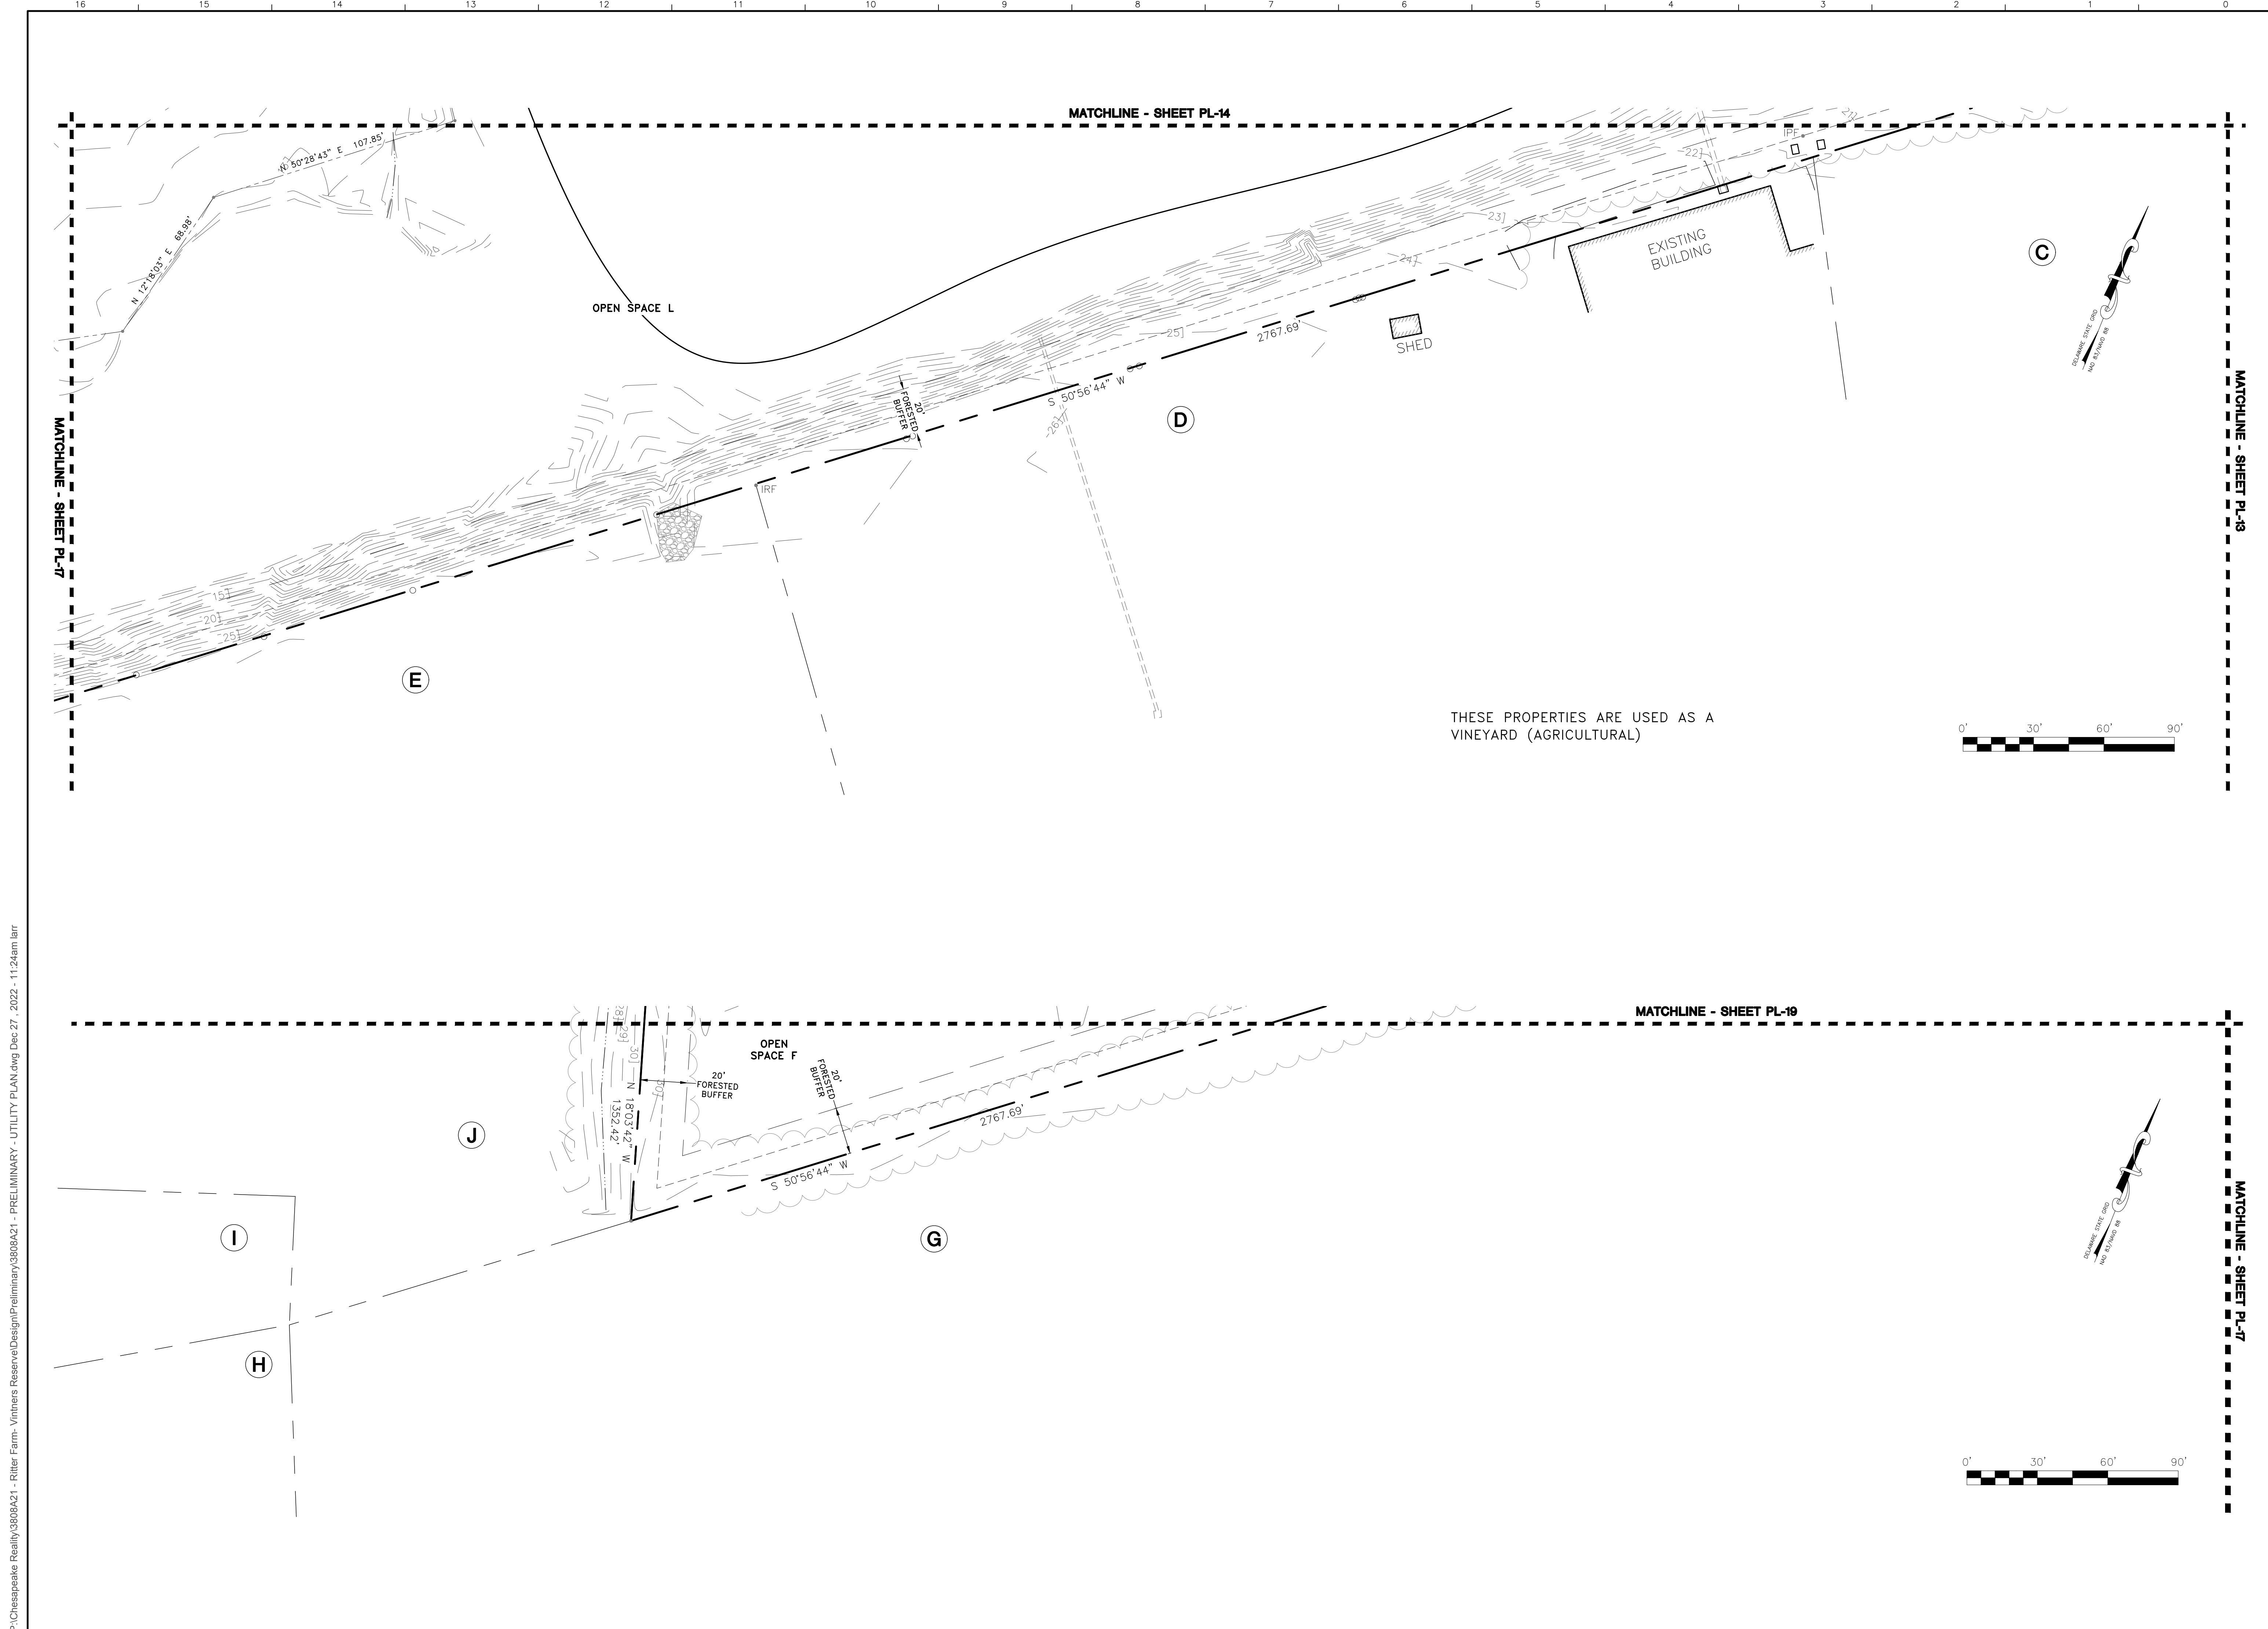 16 15 14 13 12 11 10 9 8 7 6 5 4 3 2 1 0
MATCHLINE - SHEET PL-14
N 50°28'43" E 107.85'
N 12°18'03" E 68.98'
OPEN SPACE L
IPF
22]
23]
24]
25]
26]
EXISTING
BUILDING
SHED
C
DELAWARE STATE GRID
NAD 83/NAVD 88
2767.69'
S 50°56'44" W
20'
FORESTED
BUFFER
D
IRF
MATCHLINE - SHEET PL-17
MATCHLINE - SHEET PL-13
15]
20]
25]
E
THESE PROPERTIES ARE USED AS A
VINEYARD (AGRICULTURAL)
0' 30' 60' 90'
MATCHLINE - SHEET PL-19
29]
30]
30]
OPEN
SPACE F
20'
FORESTED
BUFFER
20'
FORESTED
BUFFER
N 18°03'42" W
1352.42'
2767.69'
S 50°56'44" W
J
I
G
H
DELAWARE STATE GRID
NAD 83/NAVD 88
MATCHLINE - SHEET PL-17
0' 30' 60' 90'
P:\Chesapeake Reality\3808A21 - Ritter Farm- Vintners Reserve\Design\Preliminary\3808A21 - PRELIMINARY - UTILITY PLAN.dwg Dec 27, 2022 - 11:24am larr